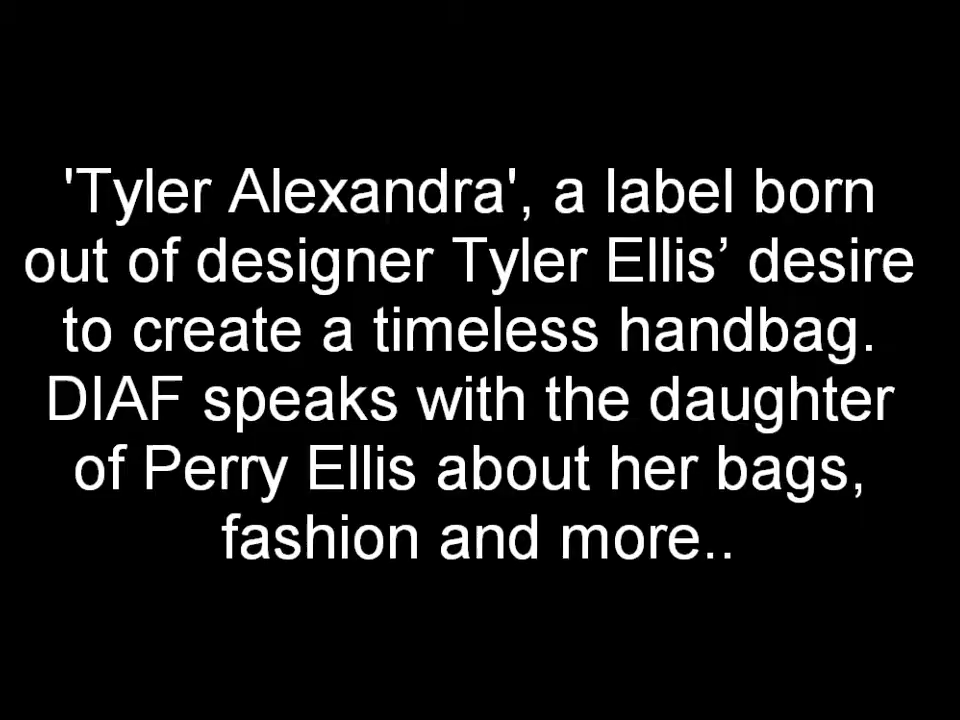 'Tyler Alexandra', a label born
out of designer Tyler Ellis’ desire
to create a timeless handbag.
DIAF speaks with the daughter
of Perry Ellis about her bags,
fashion and more..